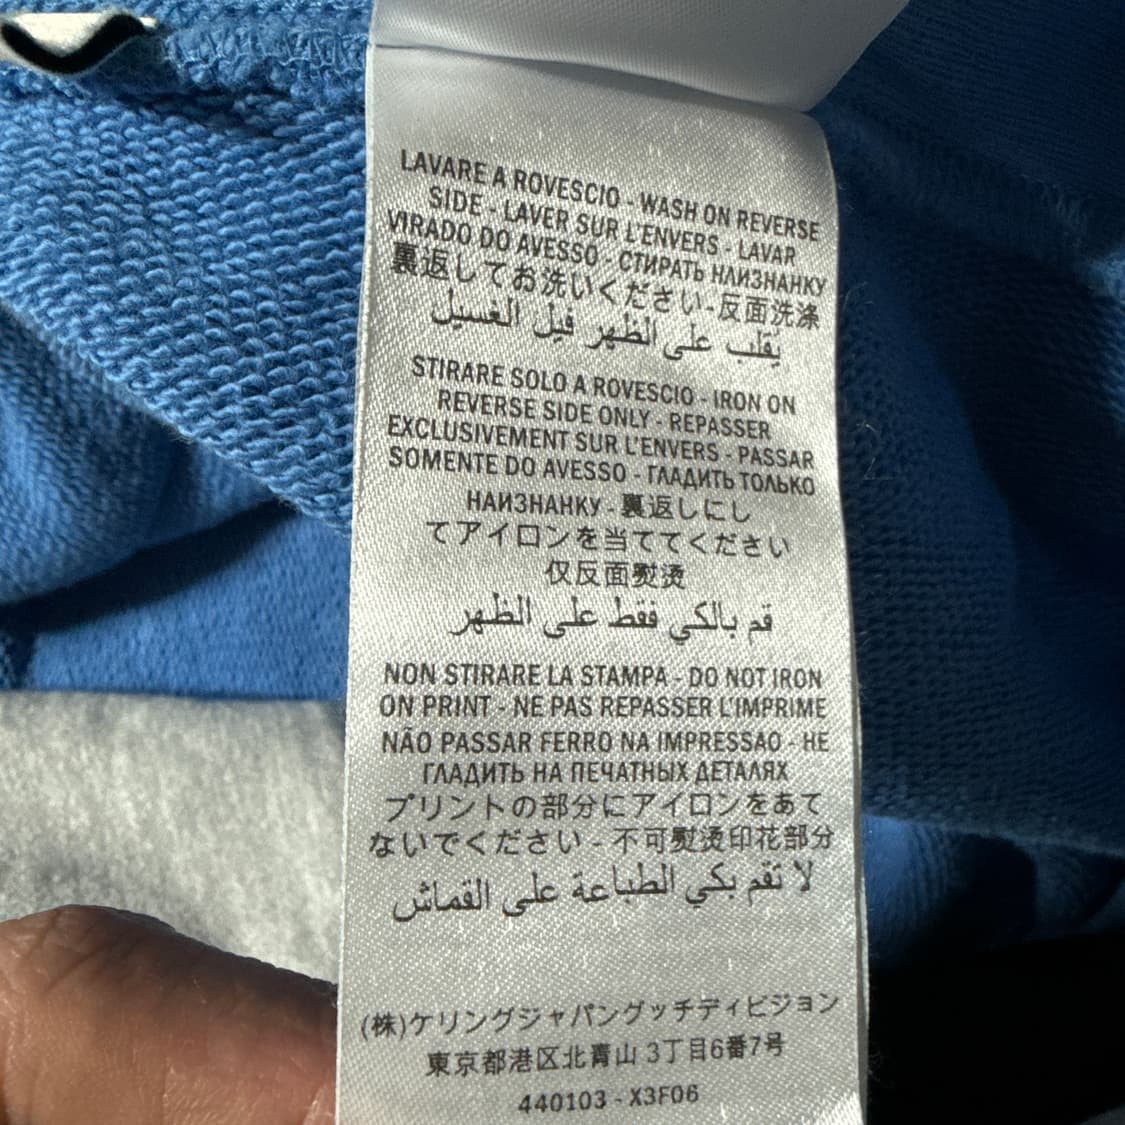 LAVARE A ROVESCIO - WASH ON REVERSE
SIDE - LAVER SUR L'ENVERS - LAVAR
VIRADO DO AVESSO - СТИРАТЬ НАИЗНАНКУ
裏返してお洗いください-反面洗涤
يقلب على الظهر قبل الغسيل
STIRARE SOLO A ROVESCIO - IRON ON
REVERSE SIDE ONLY - REPASSER
EXCLUSIVEMENT SUR L'ENVERS - PASSAR
SOMENTE DO AVESSO - ГЛАДИТЬ ТОЛЬКО
НАИЗНАНКУ - 裏返しにし
てアイロンを当ててください
仅反面熨烫
قم بالكي فقط على الظهر
NON STIRARE LA STAMPA - DO NOT IRON
ON PRINT - NE PAS REPASSER L'IMPRIME
NÃO PASSAR FERRO NA IMPRESSAO - НЕ
ГЛАДИТЬ НА ПЕЧАТНЫХ ДЕТАЛЯХ
プリントの部分にアイロンをあて
ないでください - 不可熨烫印花部分
لا تقم بكي الطباعة على القماش
(株)ケリングジャパングッチディビジョン
東京都港区北青山 3丁目6番7号
440103 - X3F06